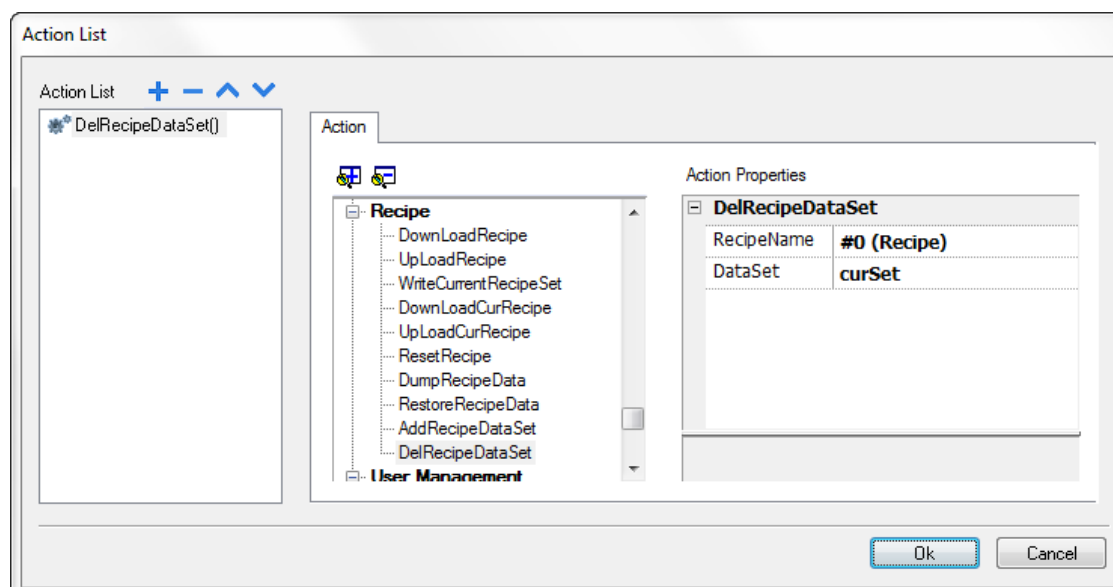 Action List
Action List
DelRecipeDataSet()
Action
Recipe
DownLoadRecipe
UpLoadRecipe
WriteCurrentRecipeSet
DownLoadCurRecipe
UpLoadCurRecipe
ResetRecipe
DumpRecipeData
RestoreRecipeData
AddRecipeDataSet
DelRecipeDataSet
User Management
Action Properties
DelRecipeDataSet
RecipeName #0 (Recipe)
DataSet curSet
Ok Cancel